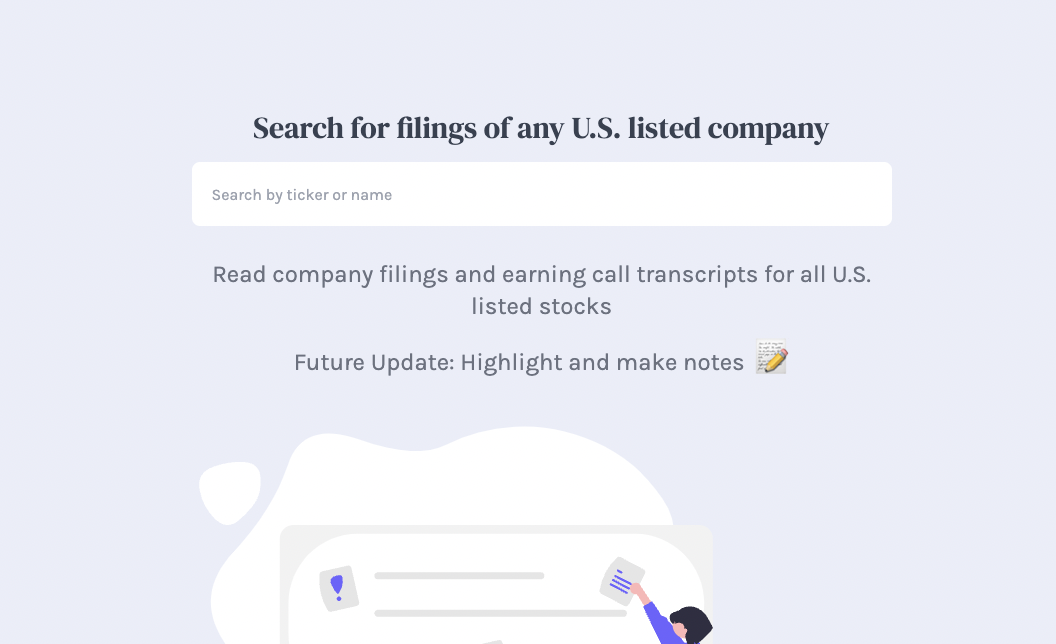 Search for filings of any U.S. listed company
Search by ticker or name
Read company filings and earning call transcripts for all U.S.
listed stocks
Future Update: Highlight and make notes 📝